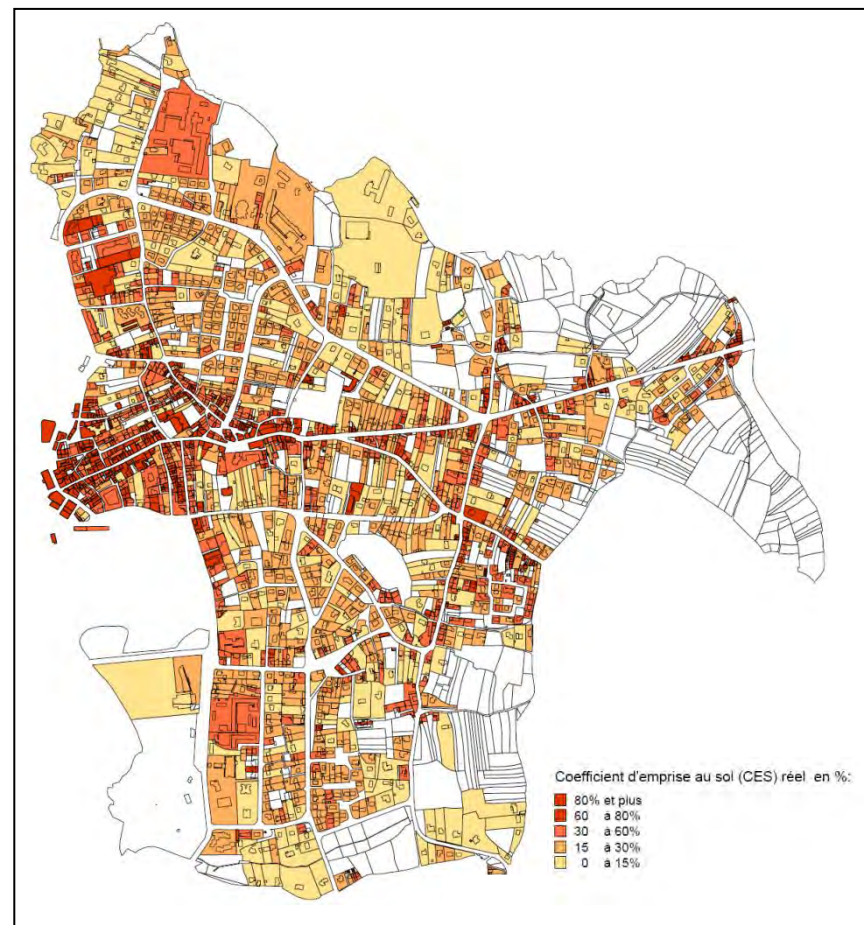 Coefficient d'emprise au sol (CES) réel en %:
80% et plus
60 à 80%
30 à 60%
15 à 30%
0 à 15%